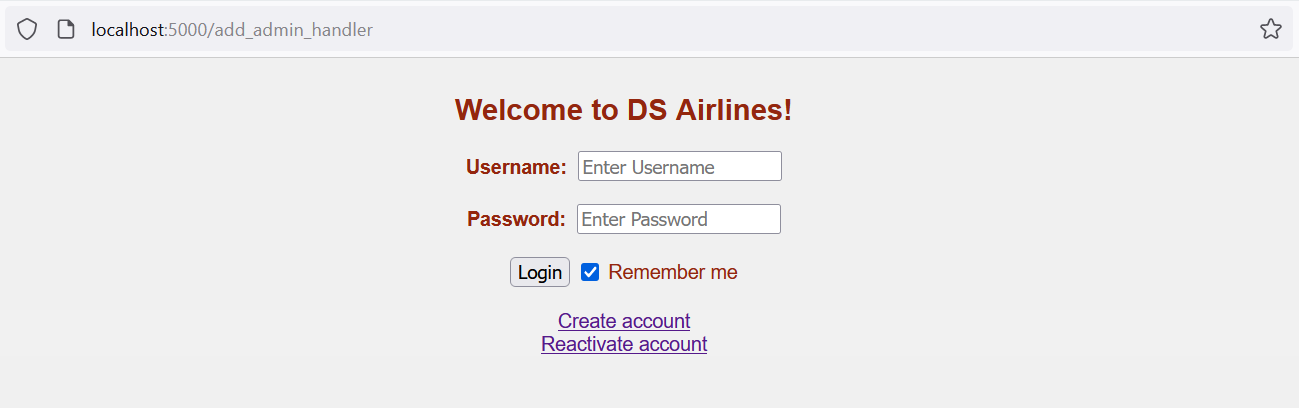 localhost:5000/add_admin_handler
Welcome to DS Airlines!
Username: Enter Username
Password: Enter Password
Login Remember me
Create account
Reactivate account